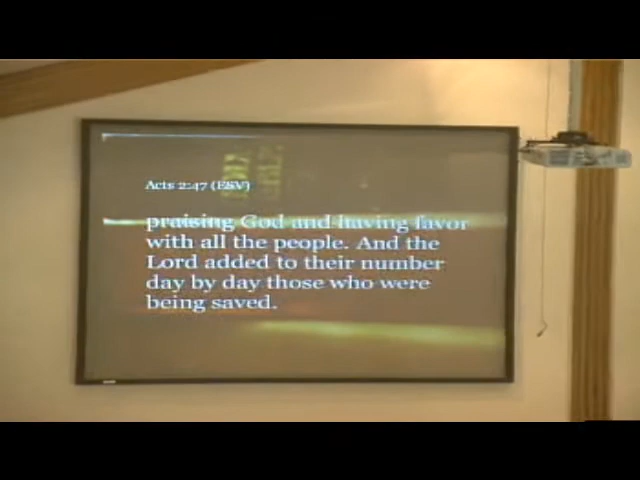 Acts 2:47 (ESV)
praising God and having favor
with all the people. And the
Lord added to their number
day by day those who were
being saved.